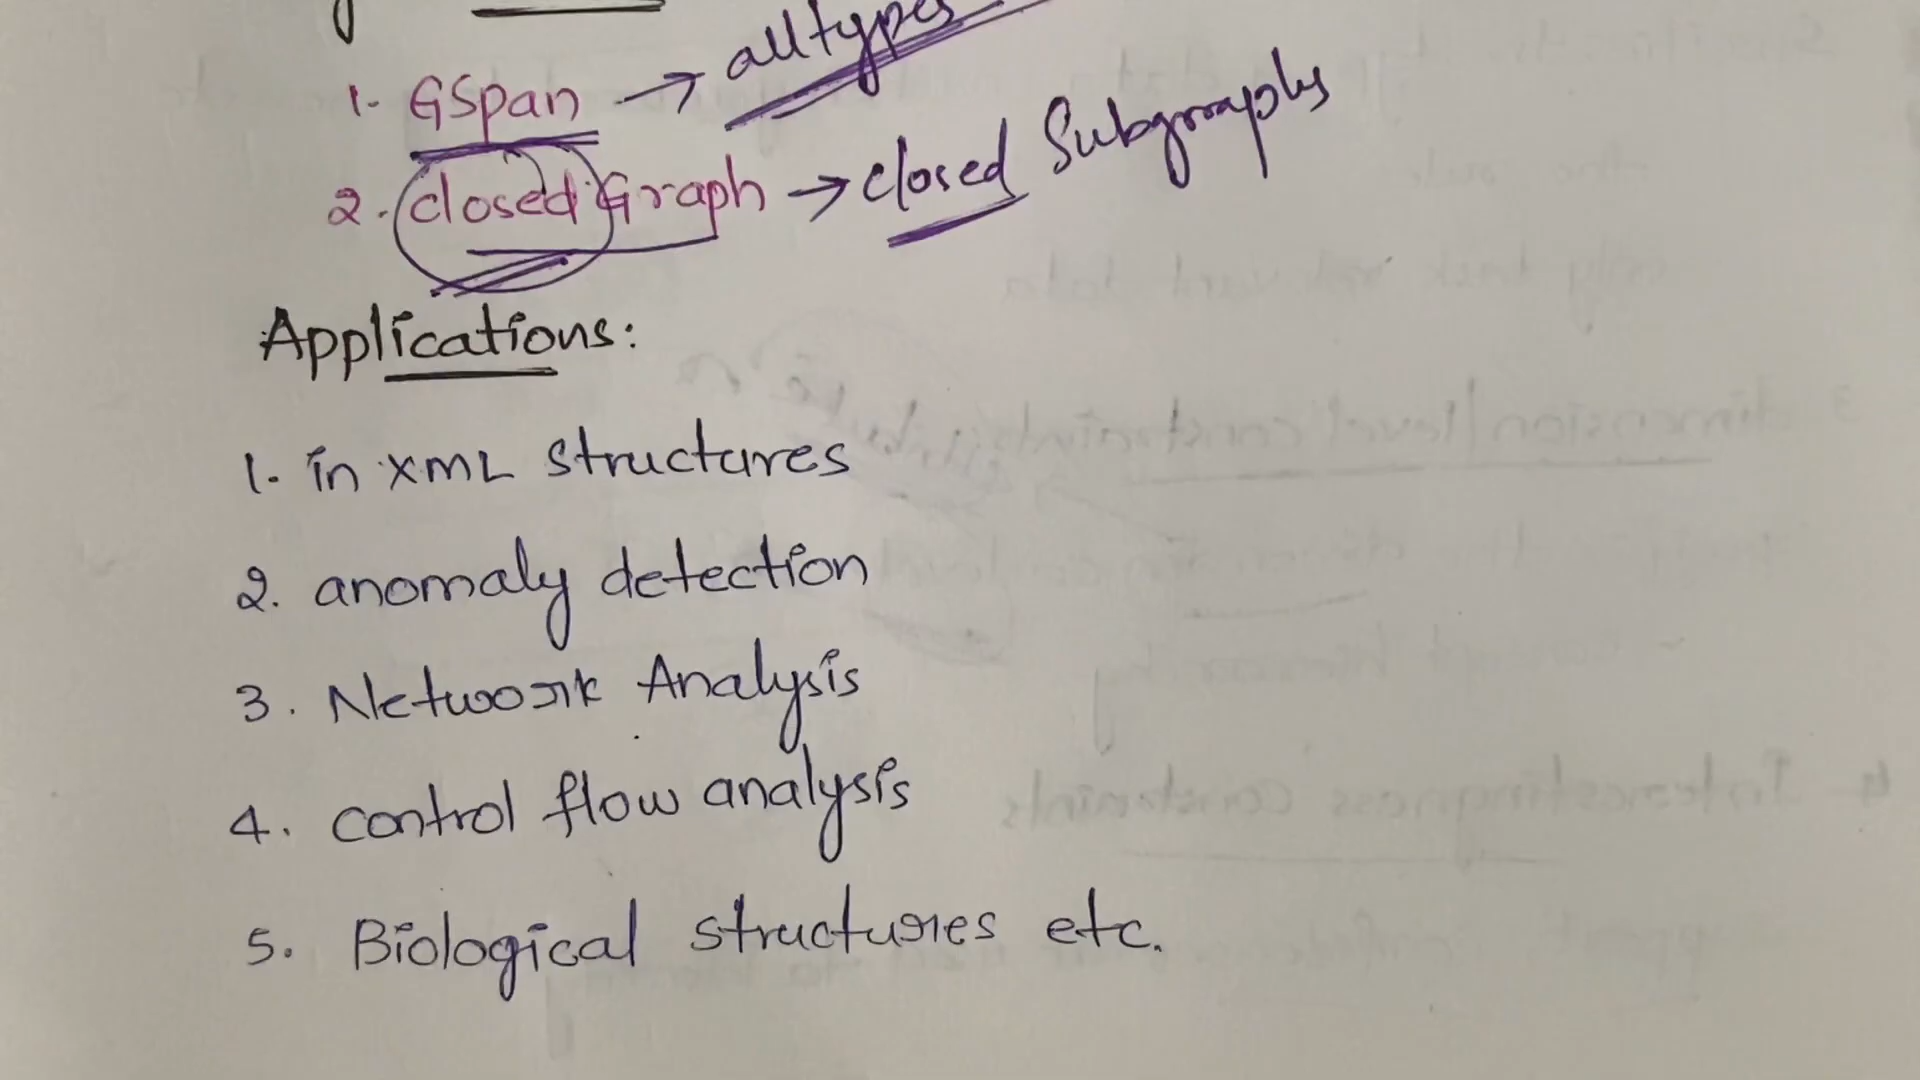 1. GSpan → all types
2. closed Graph → closed Subgraphs
Applications:
1. in XML structures
2. anomaly detection
3. Network Analysis
4. control flow analysis
5. Biological structures etc.